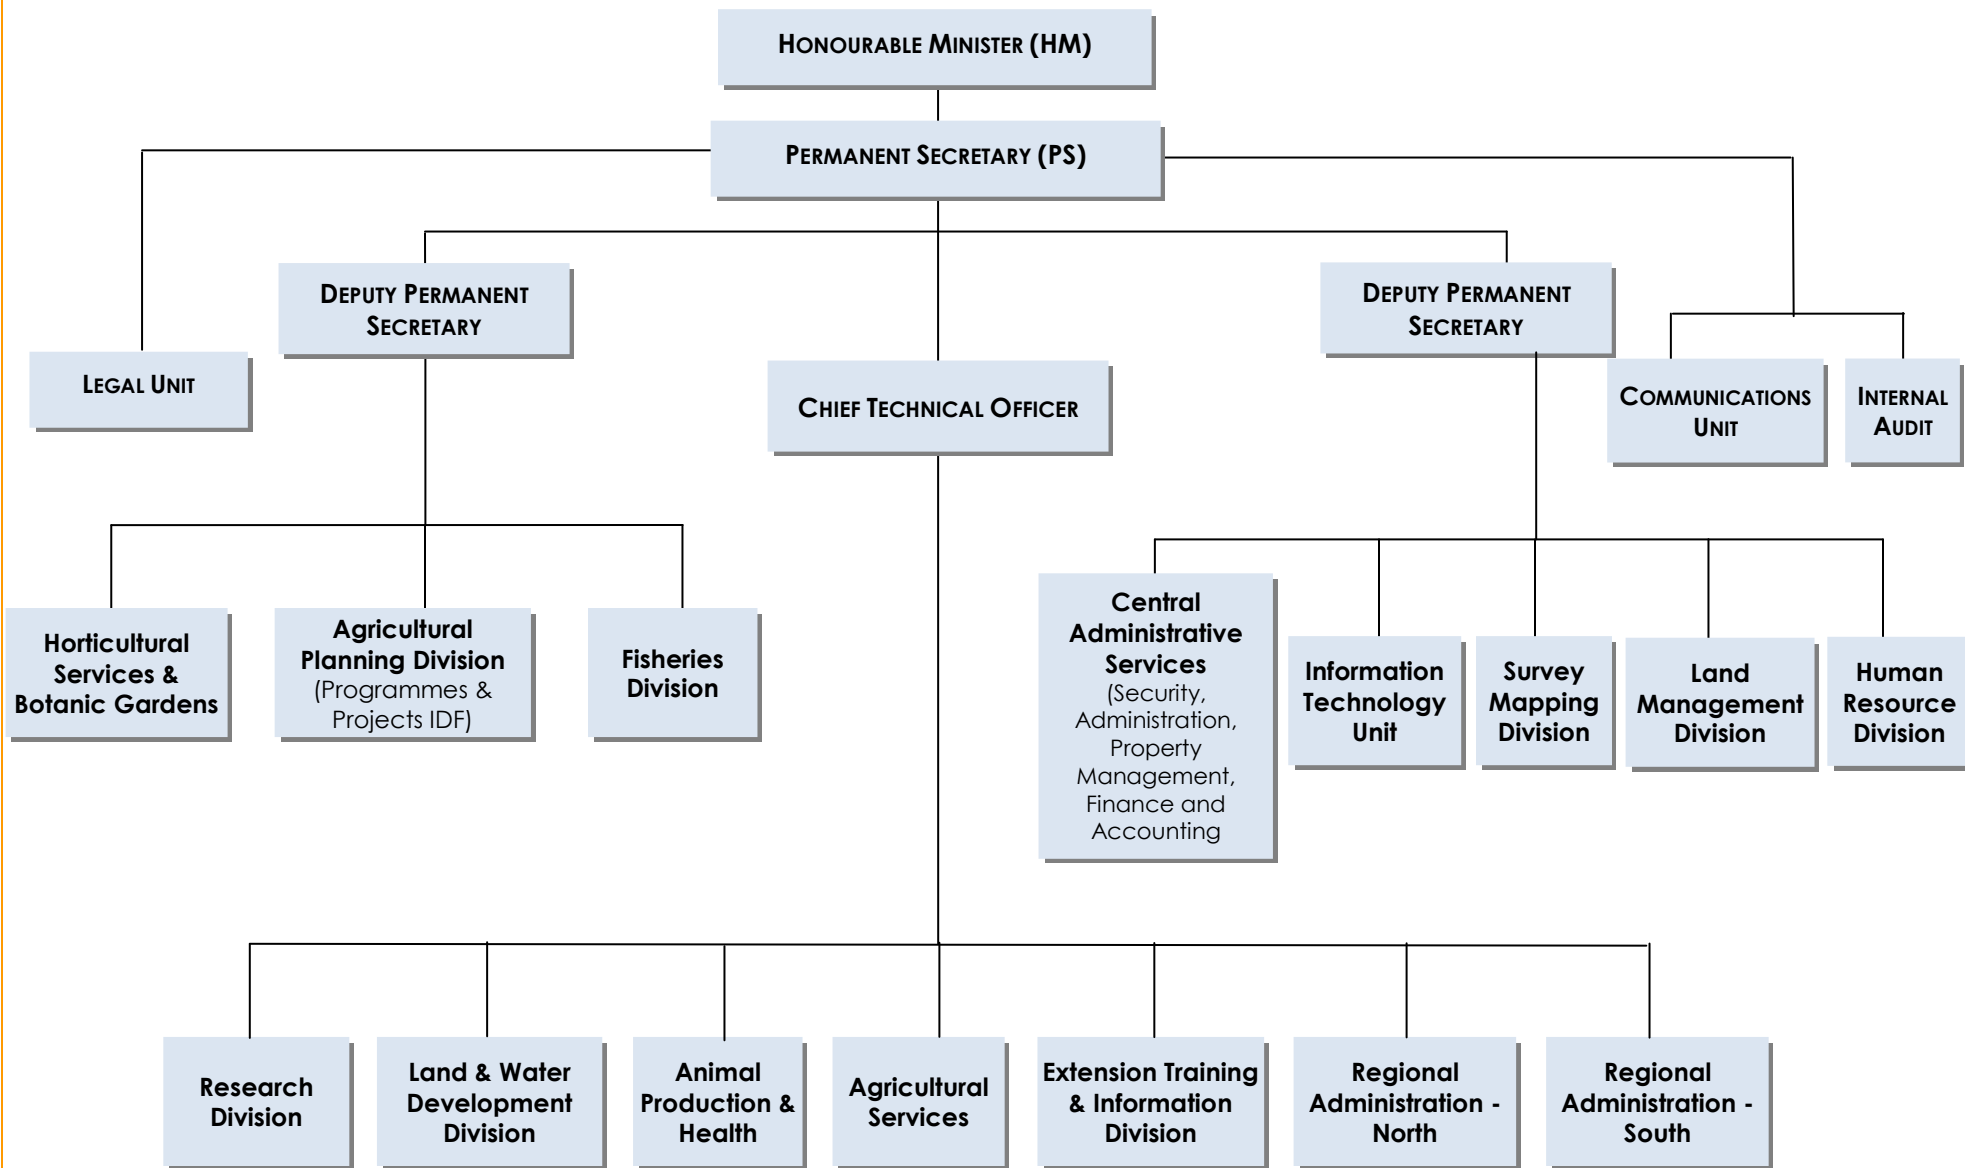 HONOURABLE MINISTER (HM)
PERMANENT SECRETARY (PS)
DEPUTY PERMANENT
SECRETARY
DEPUTY PERMANENT
SECRETARY
LEGAL UNIT
CHIEF TECHNICAL OFFICER
COMMUNICATIONS
UNIT
INTERNAL
AUDIT
Horticultural
Services &
Botanic Gardens
Agricultural
Planning Division
(Programmes &
Projects IDF)
Fisheries
Division
Central
Administrative
Services
(Security,
Administration,
Property
Management,
Finance and
Accounting
Information
Technology
Unit
Survey
Mapping
Division
Land
Management
Division
Human
Resource
Division
Research
Division
Land & Water
Development
Division
Animal
Production &
Health
Agricultural
Services
Extension Training
& Information
Division
Regional
Administration -
North
Regional
Administration -
South